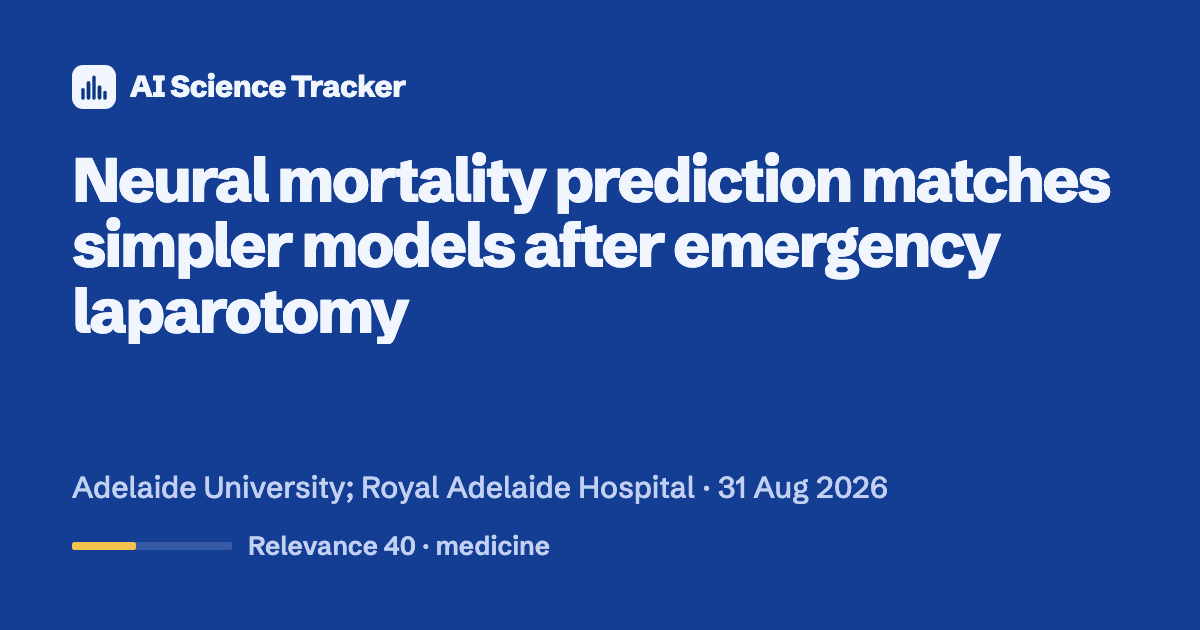 AI Science Tracker
Neural mortality prediction matches
simpler models after emergency
laparotomy
Adelaide University; Royal Adelaide Hospital · 31 Aug 2026
Relevance 40 · medicine